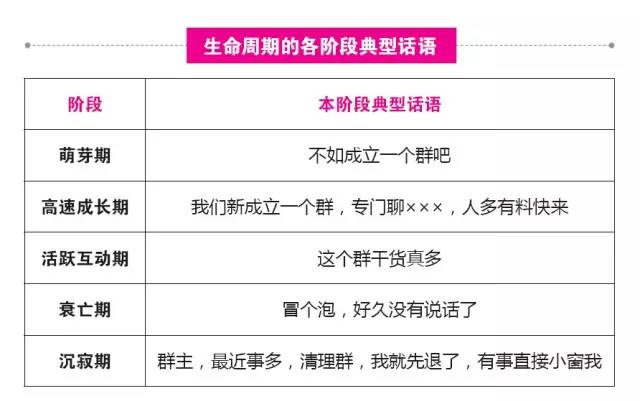 生命周期的各阶段典型话语
阶段 本阶段典型话语
萌芽期 不如成立一个群吧
高速成长期 我们新成立一个群，专门聊×××，人多有料快来
活跃互动期 这个群干货真多
衰亡期 冒个泡，好久没有说话了
沉寂期 群主，最近事多，清理群，我就先退了，有事直接小窗我